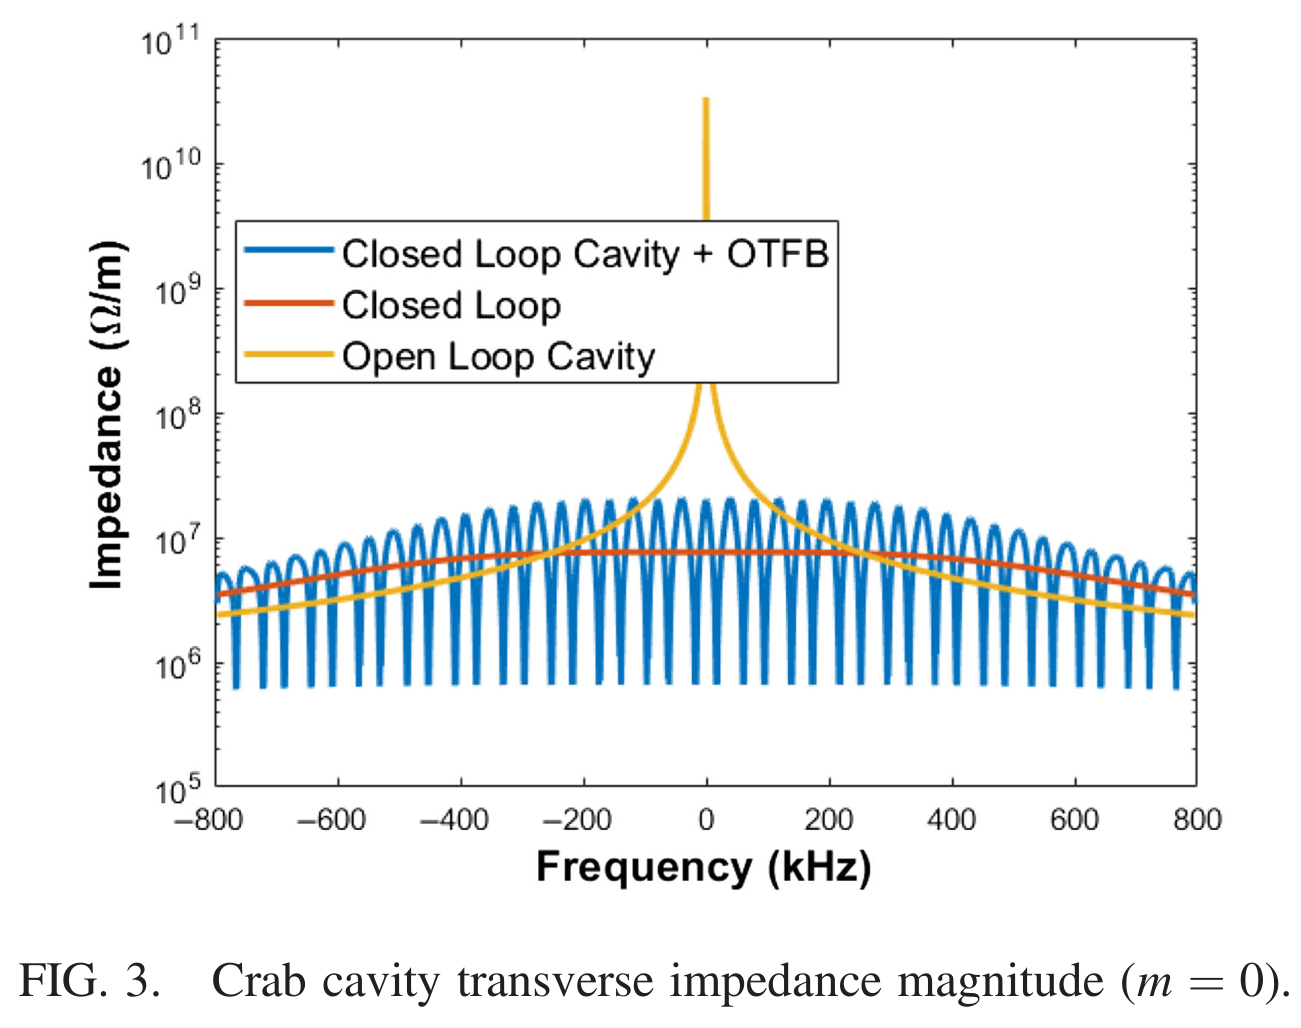 10^11
10^10
10^9
10^8
10^7
10^6
10^5
Impedance (Ω/m)
Closed Loop Cavity + OTFB
Closed Loop
Open Loop Cavity
−800 −600 −400 −200 0 200 400 600 800
Frequency (kHz)
FIG. 3. Crab cavity transverse impedance magnitude (m = 0).